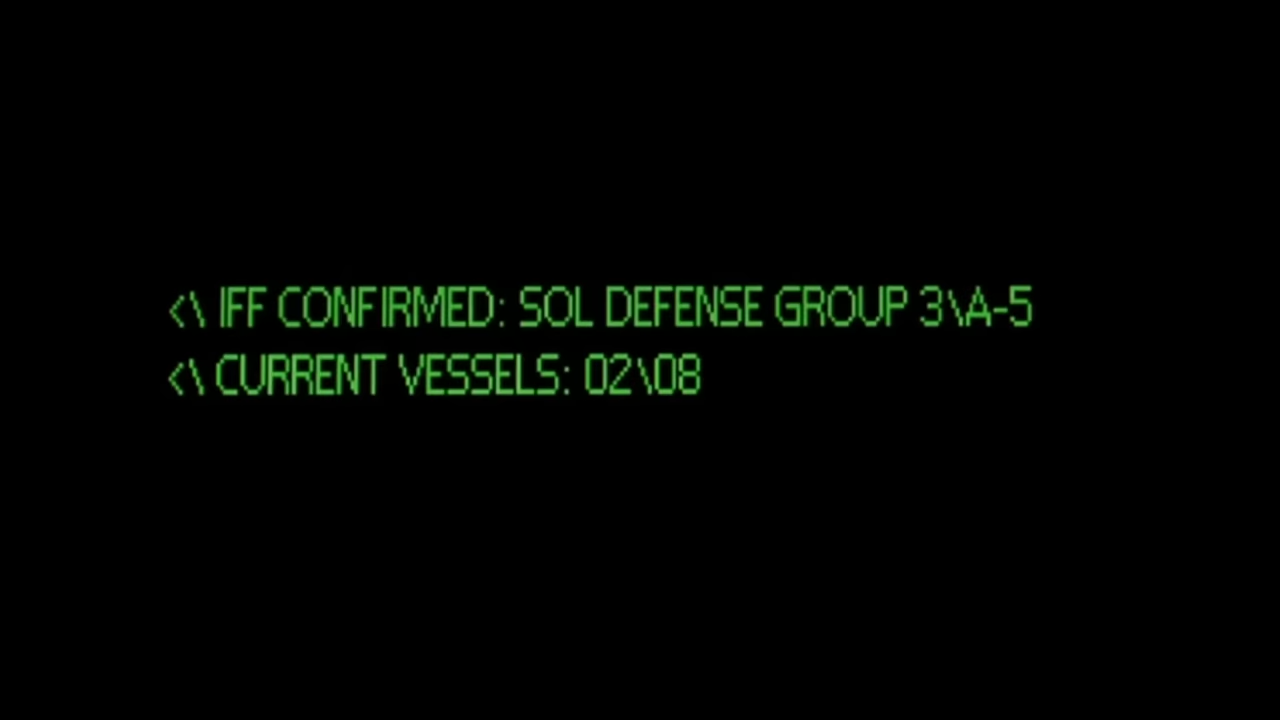 <\ IFF CONFIRMED: SOL DEFENSE GROUP 3\A-5
<\ CURRENT VESSELS: 02\08